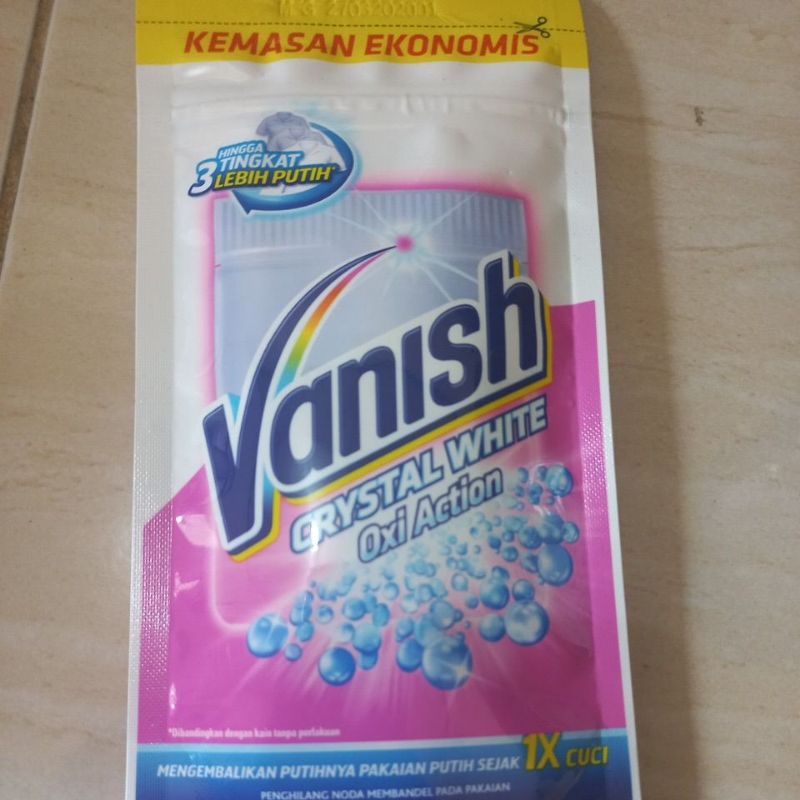 KEMASAN EKONOMIS
HINGGA
3 TINGKAT
LEBIH PUTIH*
Vanish
CRYSTAL WHITE
Oxi Action
*Dibandingkan dengan kain tanpa perlakuan
MENGEMBALIKAN PUTIHNYA PAKAIAN PUTIH SEJAK 1X CUCI
PENGHILANG NODA MEMBANDEL PADA PAKAIAN